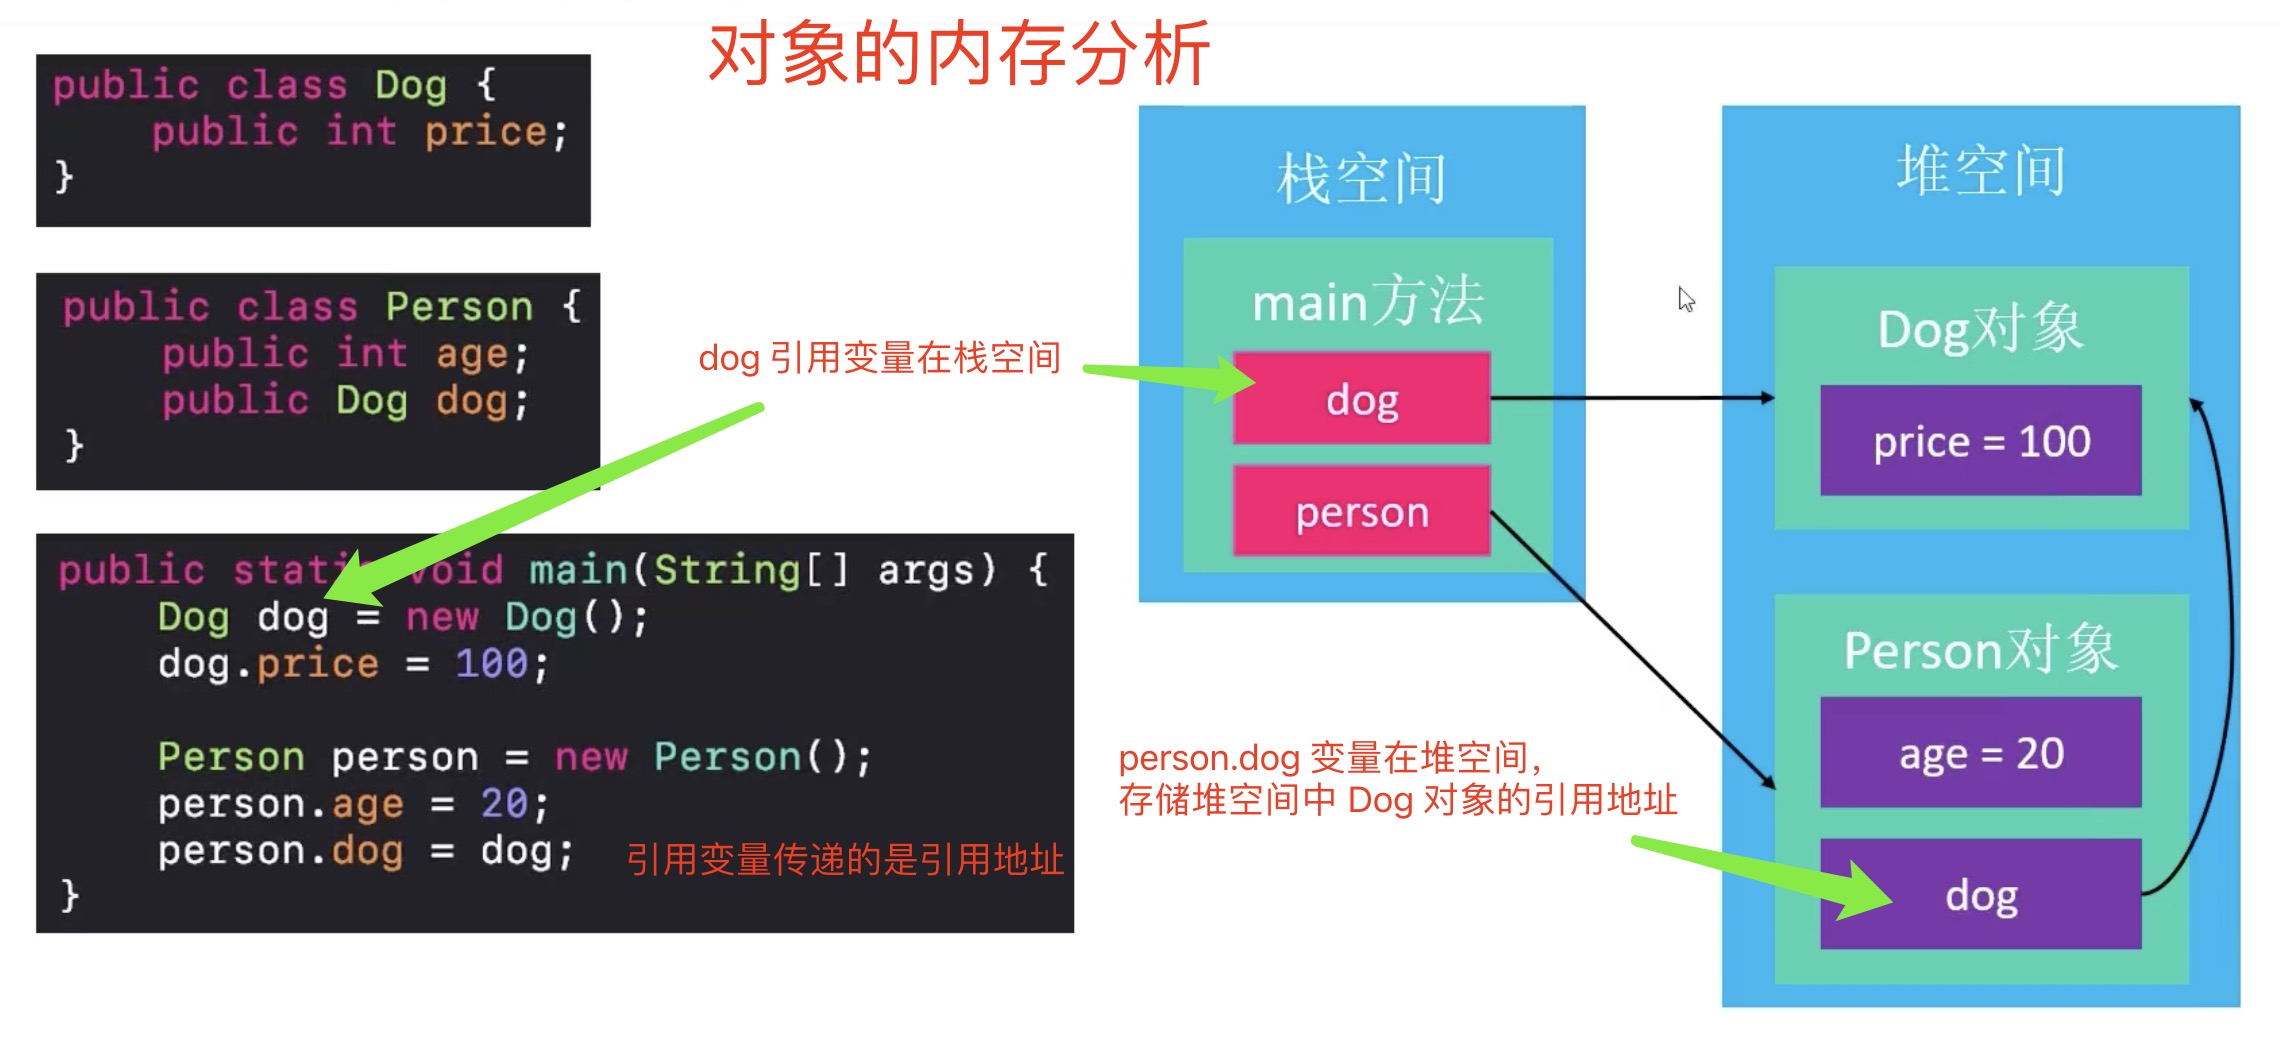 对象的内存分析
public class Dog {
public int price;
}
public class Person {
public int age;
public Dog dog;
}
public static void main(String[] args) {
Dog dog = new Dog();
dog.price = 100;
Person person = new Person();
person.age = 20;
person.dog = dog;
引用变量传递的是引用地址
}
dog 引用变量在栈空间
栈空间
main方法
dog
person
person.dog 变量在堆空间，
存储堆空间中 Dog 对象的引用地址
堆空间
Dog对象
price = 100
Person对象
age = 20
dog